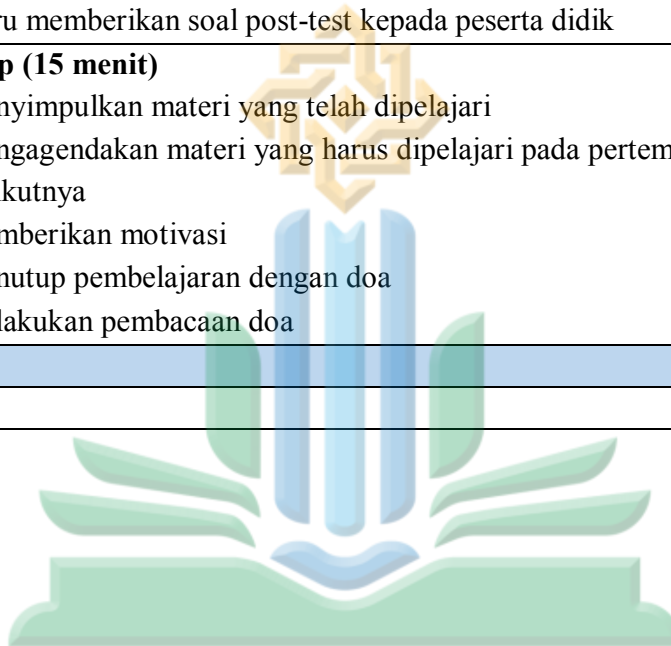 ru memberikan soal post-test kepada peserta didik
p (15 menit)
nyimpulkan materi yang telah dipelajari
ngagendakan materi yang harus dipelajari pada pertem
kutnya
mberikan motivasi
nutup pembelajaran dengan doa
lakukan pembacaan doa